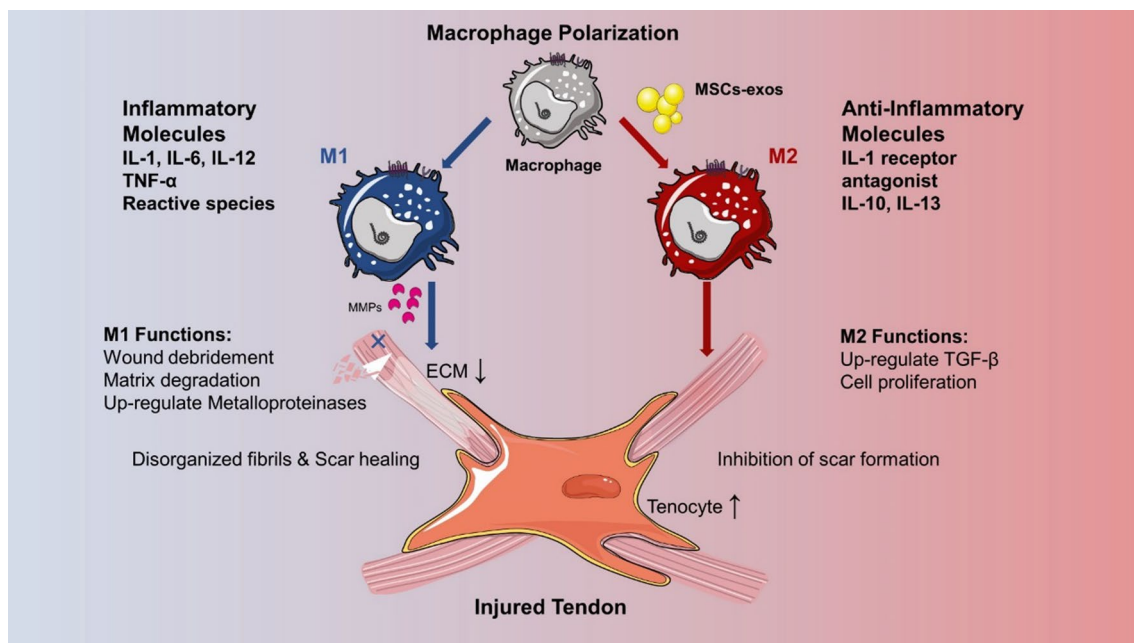 Macrophage Polarization
MSCs-exos
Macrophage
Inflammatory
Molecules
IL-1, IL-6, IL-12
TNF-α
Reactive species
M1
M2
Anti-Inflammatory
Molecules
IL-1 receptor
antagonist
IL-10, IL-13
MMPs
M1 Functions:
Wound debridement
Matrix degradation
Up-regulate Metalloproteinases
ECM ↓
M2 Functions:
Up-regulate TGF-β
Cell proliferation
Disorganized fibrils & Scar healing
Inhibition of scar formation
Tenocyte ↑
Injured Tendon